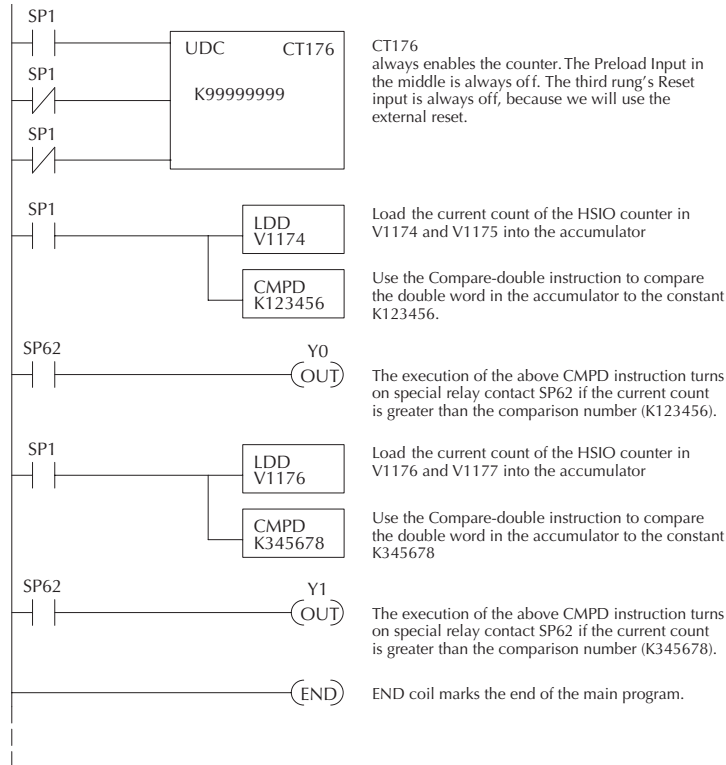 SP1
UDC CT176
CT176
always enables the counter. The Preload Input in
the middle is always off. The third rung's Reset
input is always off, because we will use the
external reset.
SP1
K99999999
SP1
SP1
LDD
V1174
Load the current count of the HSIO counter in
V1174 and V1175 into the accumulator
CMPD
K123456
Use the Compare-double instruction to compare
the double word in the accumulator to the constant
K123456.
SP62
Y0
OUT
The execution of the above CMPD instruction turns
on special relay contact SP62 if the current count
is greater than the comparison number (K123456).
SP1
LDD
V1176
Load the current count of the HSIO counter in
V1176 and V1177 into the accumulator
CMPD
K345678
Use the Compare-double instruction to compare
the double word in the accumulator to the constant
K345678
SP62
Y1
OUT
The execution of the above CMPD instruction turns
on special relay contact SP62 if the current count
is greater than the comparison number (K345678).
END
END coil marks the end of the main program.